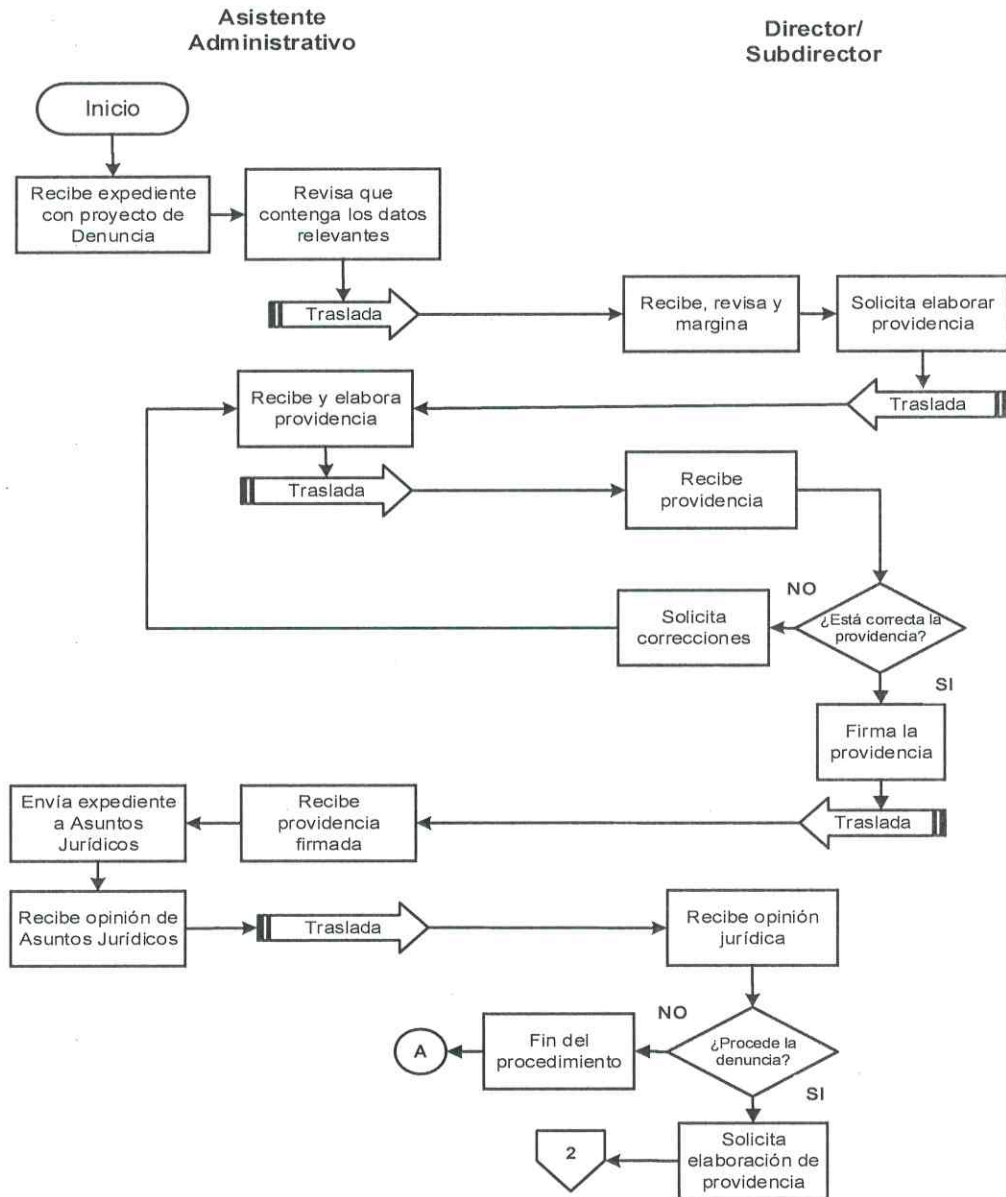 Asistente
Administrativo
Director/
Subdirector
Inicio
Recibe expediente
con proyecto de
Denuncia
Revisa que
contenga los datos
relevantes
Traslada
Recibe, revisa y
margina
Solicita elaborar
providencia
Traslada
Recibe y elabora
providencia
Traslada
Recibe
providencia
NO
¿Está correcta la
providencia?
Solicita
correcciones
SI
Firma la
providencia
Traslada
Recibe
providencia
firmada
Envía expediente
a Asuntos
Jurídicos
Recibe opinión de
Asuntos Jurídicos
Traslada
Recibe opinión
jurídica
NO
¿Procede la
denuncia?
Fin del
procedimiento
A
SI
Solicita
elaboración de
providencia
2